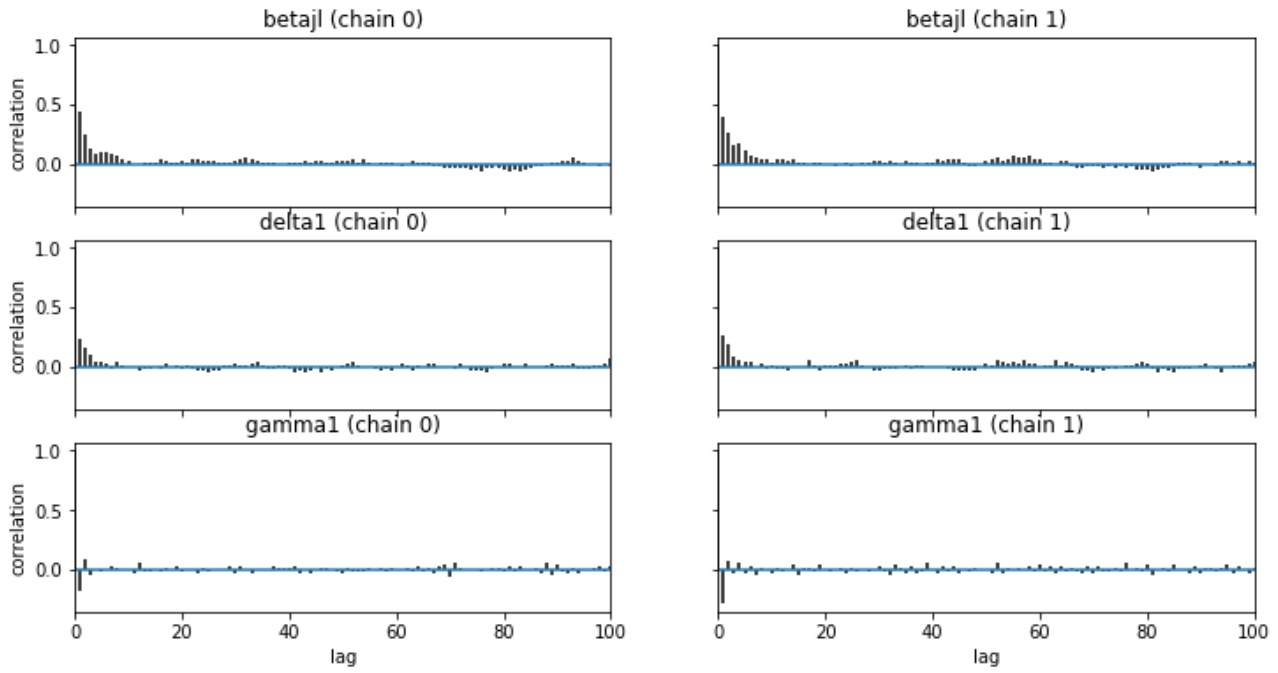 betajl (chain 0)
betajl (chain 1)
1.0
0.5
0.0
correlation
delta1 (chain 0)
delta1 (chain 1)
1.0
0.5
0.0
correlation
gamma1 (chain 0)
gamma1 (chain 1)
1.0
0.5
0.0
correlation
0 20 40 60 80 100
0 20 40 60 80 100
lag
lag